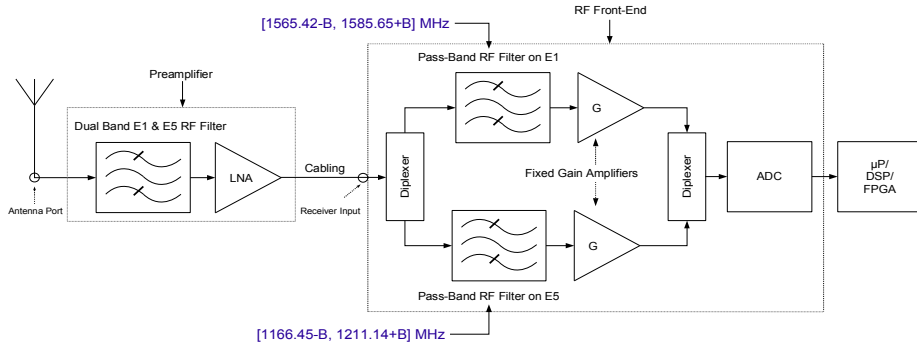 RF Front-End
[1565.42-B, 1585.65+B] MHz
Pass-Band RF Filter on E1
Preamplifier
Dual Band E1 & E5 RF Filter
G
LNA
Cabling
Diplexer
Fixed Gain Amplifiers
Diplexer
ADC
µP/
DSP/
FPGA
Antenna Port
Receiver Input
G
Pass-Band RF Filter on E5
[1166.45-B, 1211.14+B] MHz